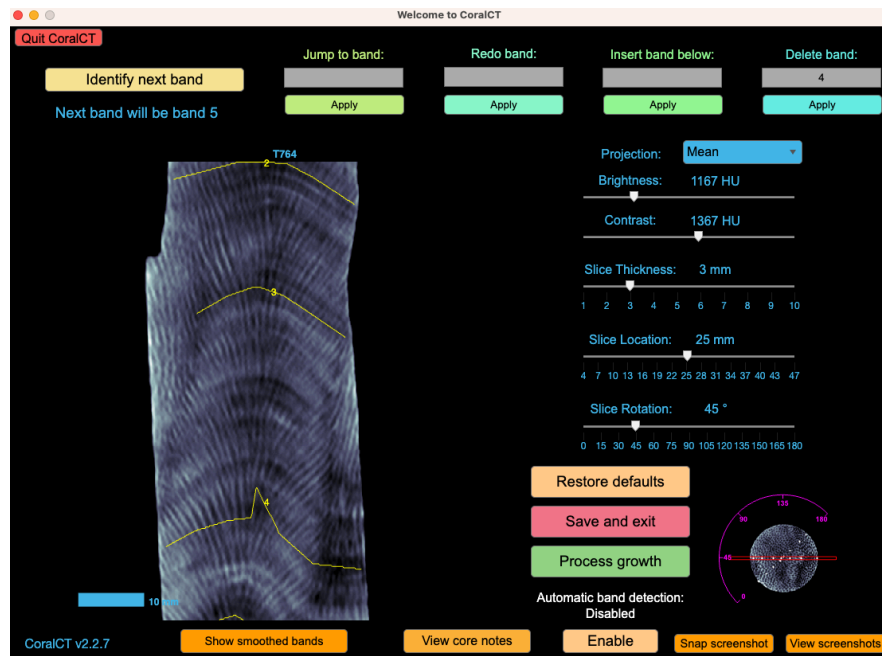 Welcome to CoralCT
Quit CoralCT
Jump to band:
Redo band:
Insert band below:
Delete band:
Identify next band
4
Apply
Apply
Apply
Apply
Next band will be band 5
T764
2
3
4
Projection:
Mean
Brightness:
1167 HU
Contrast:
1367 HU
Slice Thickness:
3 mm
1 2 3 4 5 6 7 8 9 10
Slice Location:
25 mm
4 7 10 13 16 19 22 25 28 31 34 37 40 43 47
Slice Rotation:
45 °
0 15 30 45 60 75 90 105 120 135 150 165 180
Restore defaults
Save and exit
Process growth
135
90
180
45
0
Automatic band detection:
Disabled
10
CoralCT v2.2.7
Show smoothed bands
View core notes
Enable
Snap screenshot
View screenshots